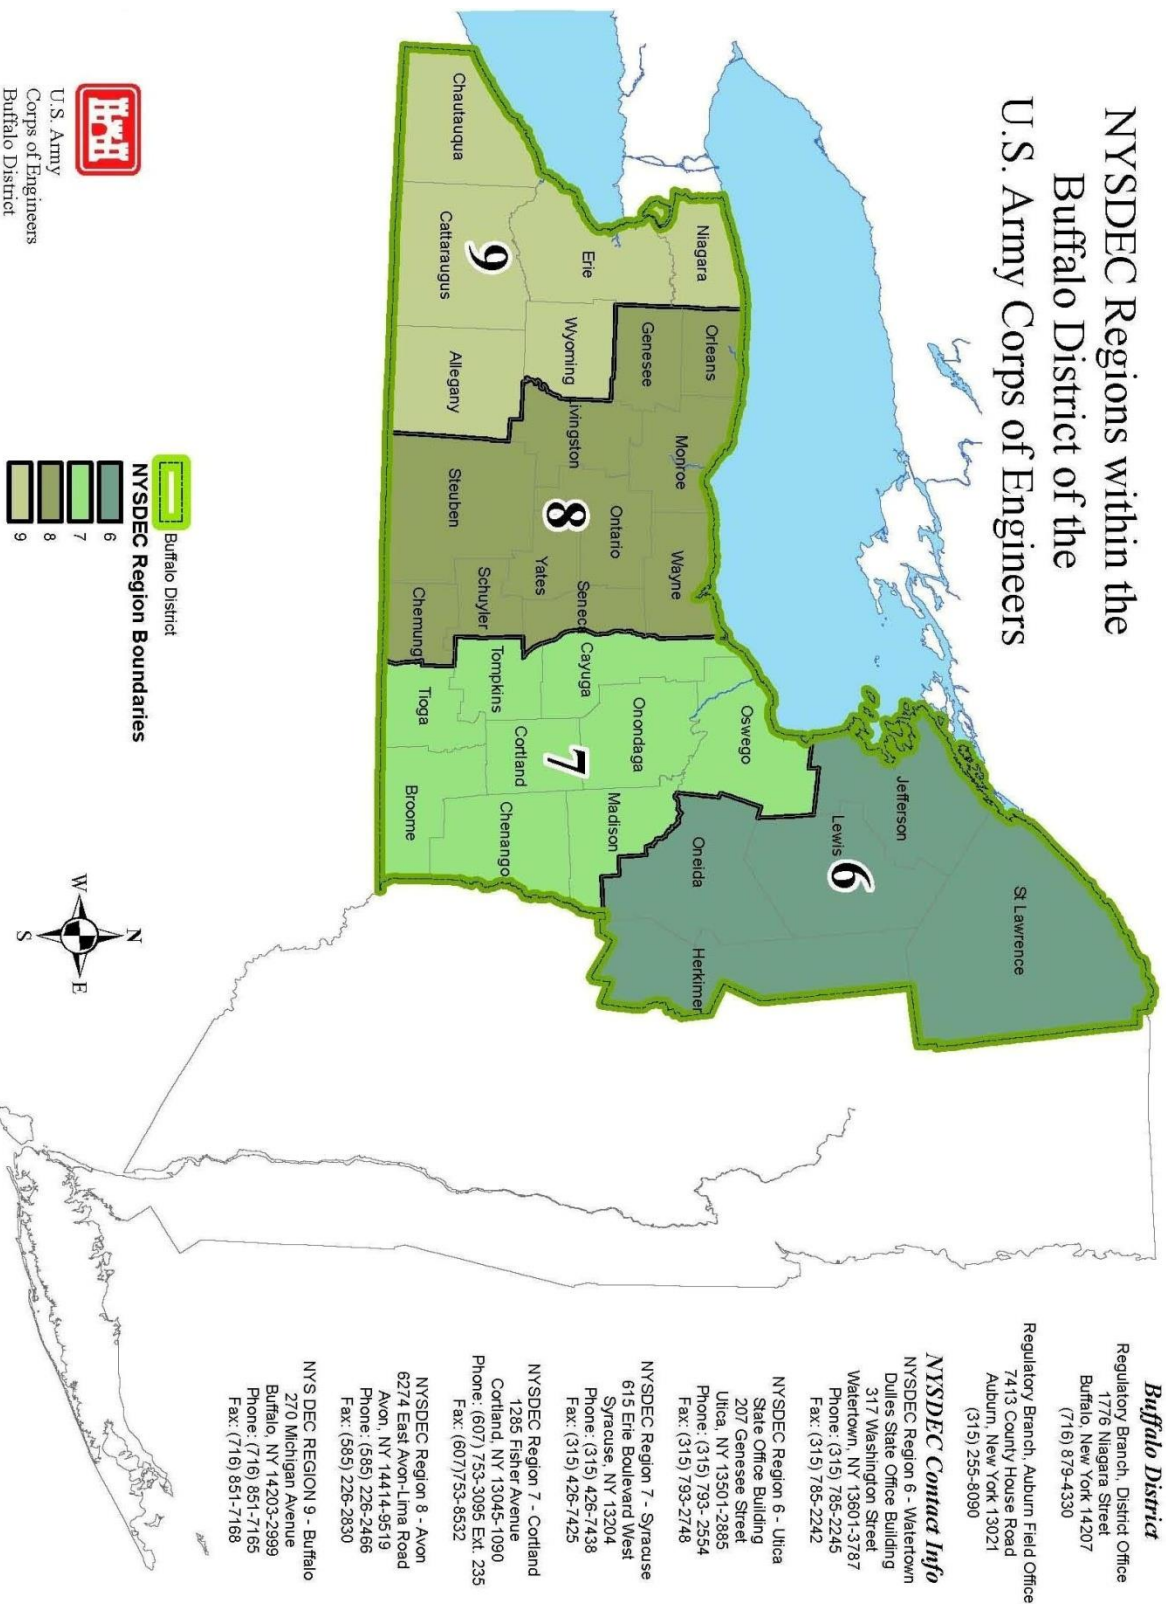 NYSDEC Regions within the
Buffalo District of the
U.S. Army Corps of Engineers
Buffalo District
Regulatory Branch, District Office
1776 Niagara Street
Buffalo, New York 14207
(716) 879-4330
Regulatory Branch, Auburn Field Office
7413 County House Road
Auburn, New York 13021
(315) 255-8090
NYSDEC Contact Info
NYSDEC Region 6 - Watertown
Dulles State Office Building
317 Washington Street
Watertown, NY 13601-3787
Phone: (315) 785-2245
Fax: (315) 785-2242
NYSDEC Region 6 - Utica
State Office Building
207 Genesee Street
Utica, NY 13501-2885
Phone: (315) 793-2554
Fax: (315) 793-2748
NYSDEC Region 7 - Syracuse
615 Erie Boulevard West
Syracuse, NY 13204
Phone: (315) 426-7438
Fax: (315) 426-7425
NYSDEC Region 7 - Cortland
1285 Fisher Avenue
Cortland, NY 13045-1090
Phone: (607) 753-3095 Ext. 235
Fax: (607)753-8532
NYSDEC Region 8 - Avon
6274 East Avon-Lima Road
Avon, NY 14414-9519
Phone: (585) 226-2466
Fax: (585) 226-2830
NYS DEC REGION 9 - Buffalo
270 Michigan Avenue
Buffalo, NY 14203-2999
Phone: (716) 851-7165
Fax: (716) 851-7168
St Lawrence
Jefferson
Lewis
6
Oneida
Herkimer
Oswego
Niagara
Orleans
Monroe
Wayne
Genesee
Erie
Wyoming
Livingston
Ontario
8
Yates
Seneca
Cayuga
Onondaga
Madison
7
Cortland
Chenango
Tompkins
Schuyler
9
Chautauqua
Cattaraugus
Allegany
Steuben
Chemung
Tioga
Broome
Buffalo District
NYSDEC Region Boundaries
6
7
8
9
N
W
E
S
U.S. Army
Corps of Engineers
Buffalo District